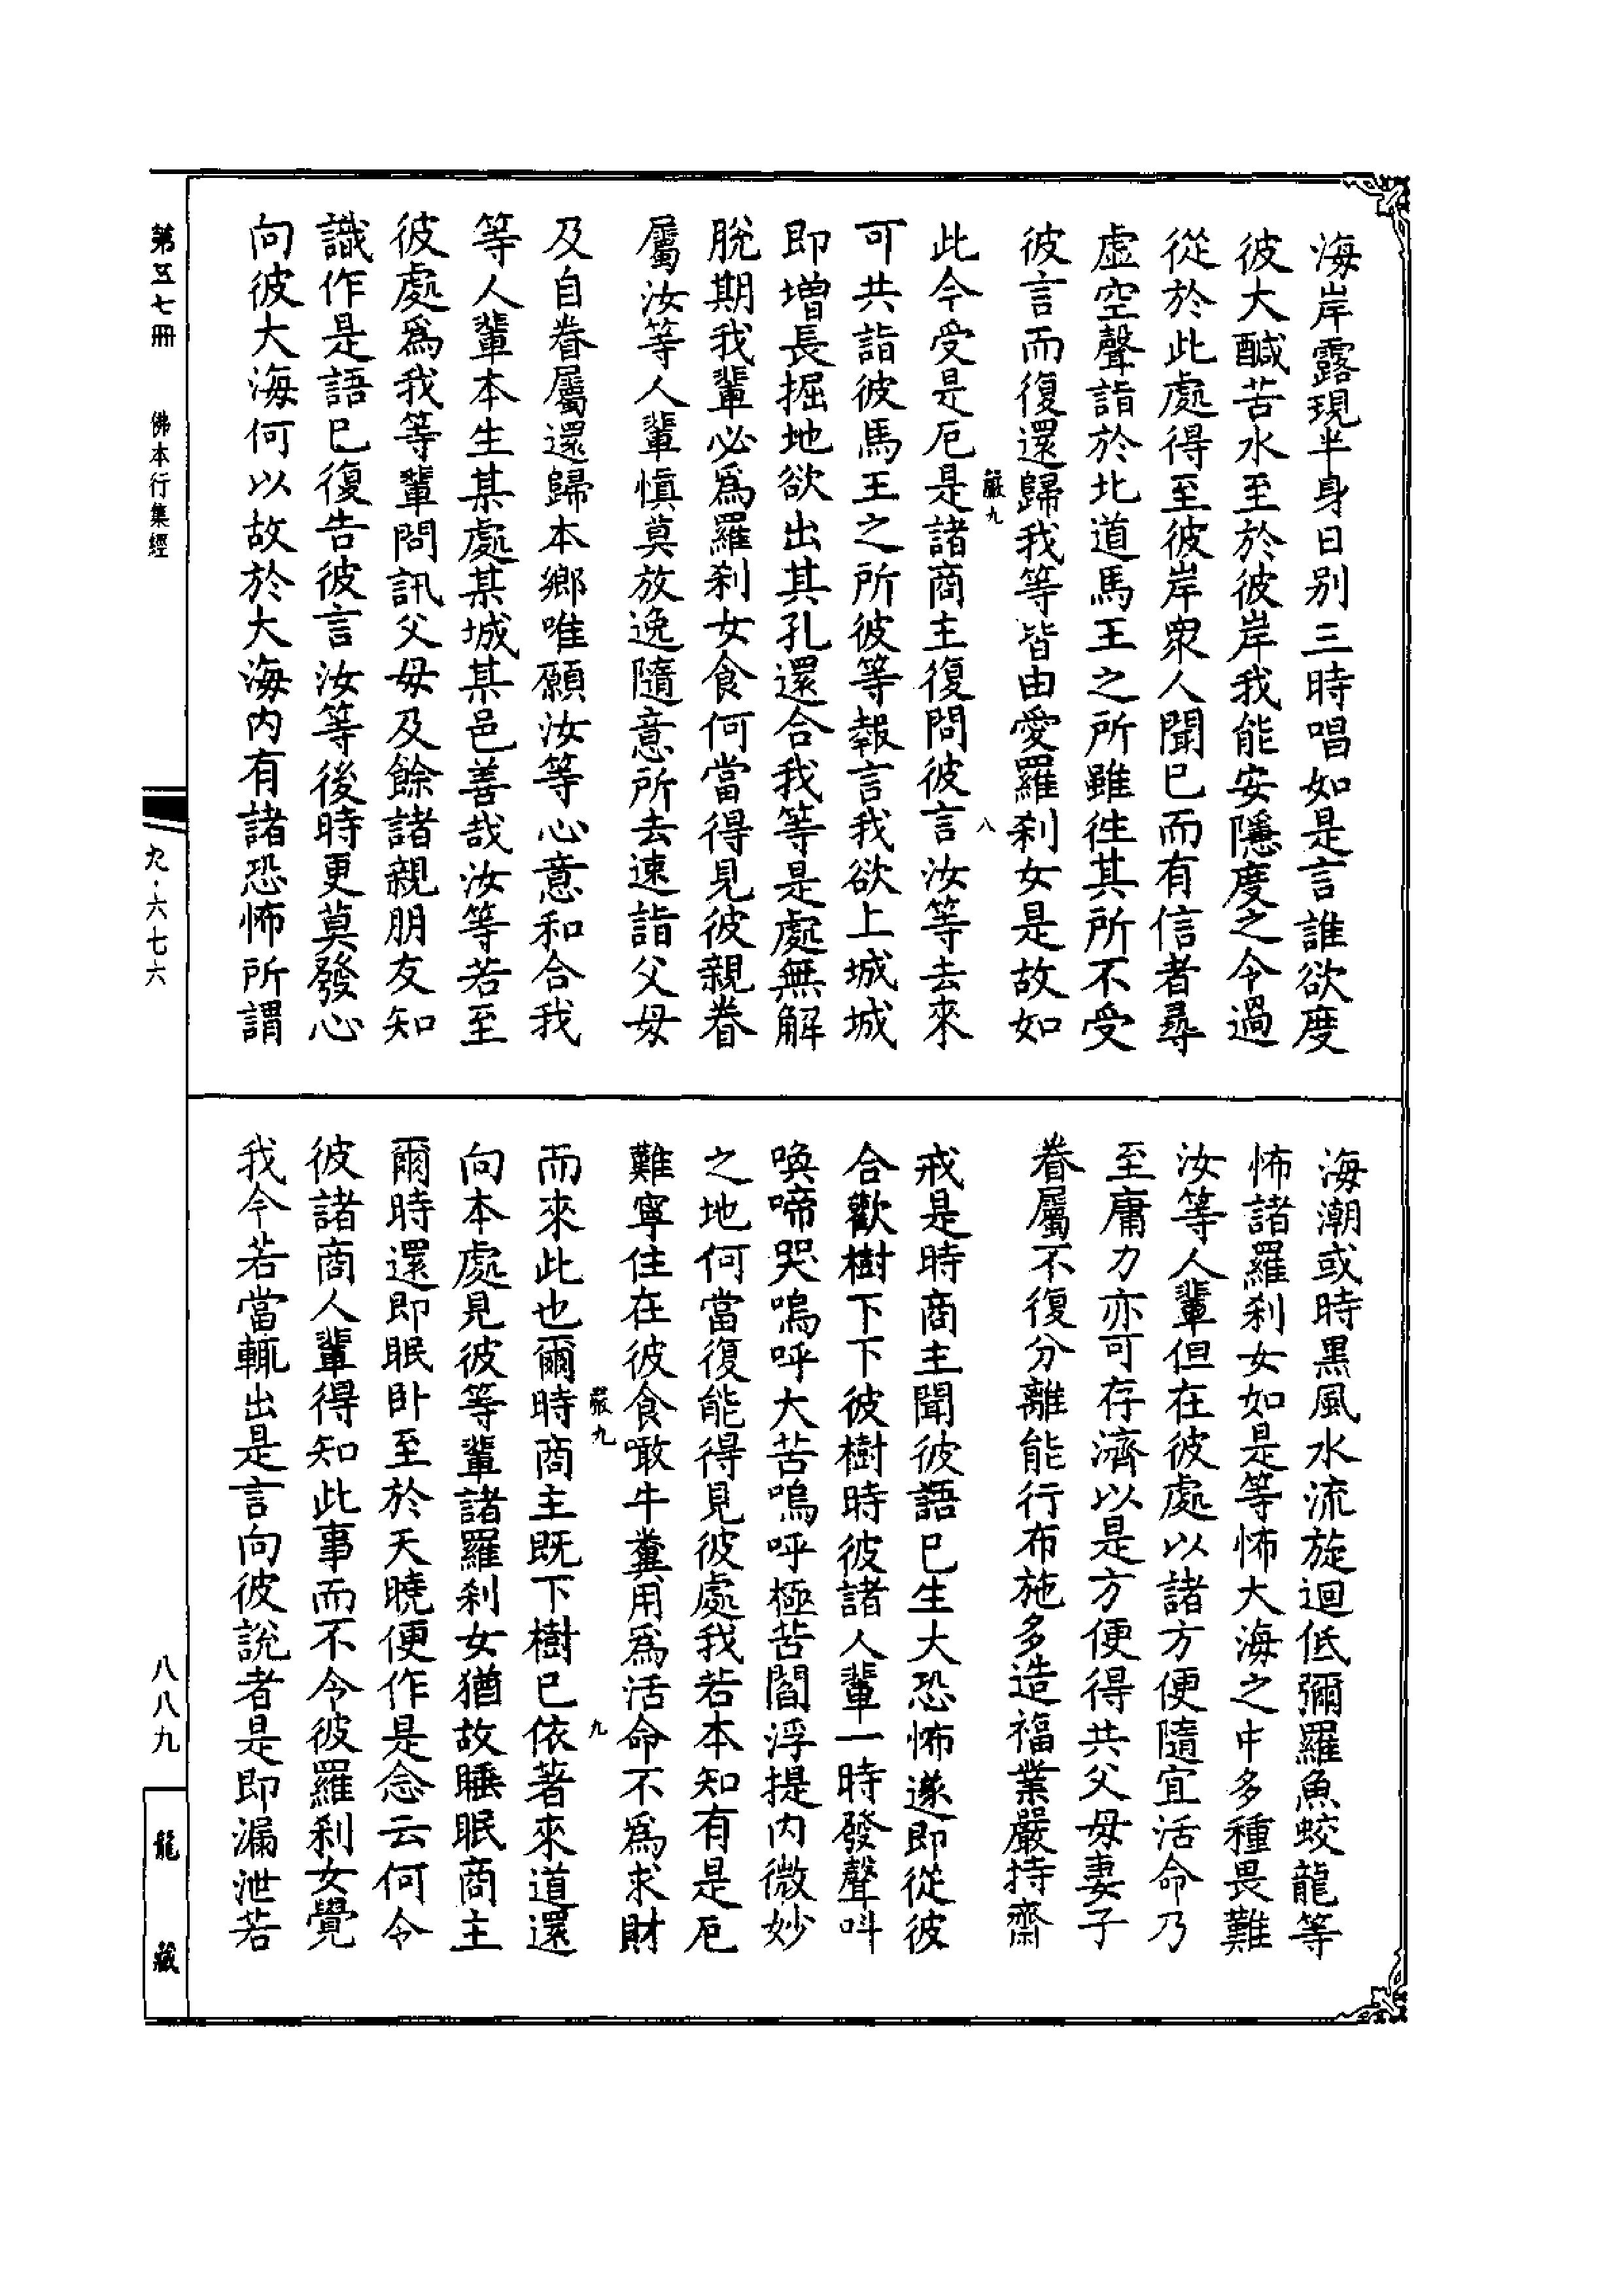 海岸露現半身日别三時唱如是言誰欲度
彼大醎苦水至於彼岸我能安隱度之令過
從於此處得至彼岸衆人聞已而有信者尋
虚空聲詣於北道馬王之所雖往其所不受
彼言而復還歸我等皆由愛羅刹女是故如
嚴九
八
此今受是厄是諸商主復問彼言汝等去來
可共詣彼馬王之所彼等報言我欲上城城
即增長掘地欲出其孔還合我等是處無解
脫期我輩必爲羅刹女食何當得見彼親眷
屬汝等人輩慎莫放逸隨意所去速詣父母
及自眷屬還歸本鄉唯願汝等心意和合我
等人輩本生某處某城某邑善哉汝等若至
彼處爲我等輩問訊父母及餘諸親朋友知
識作是語已復告彼言汝等後時更莫發心
向彼大海何以故於大海内有諸恐怖所謂
海潮或時黒風水流旋迴低彌羅魚蛟龍等
怖諸羅刹女如是等怖大海之中多種畏難
汝等人輩但在彼處以諸方便隨宜活命乃
至庸力亦可存濟以是方便得共父母妻子
眷屬不復分離能行布施多造福業嚴持齋
戒是時商主聞彼語已生大恐怖遂即從彼
合歡樹下下彼樹時彼諸人輩一時發聲叫
喚啼哭嗚呼大苦嗚呼極苦閻浮提内微妙
之地何當復能得見彼處我若本知有是厄
難寧住在彼食噉牛糞用爲活命不爲求財
嚴九
九
而來此也爾時商主既下樹已依著來道還
向本處見彼等輩諸羅刹女猶故睡眠商主
爾時還即眠卧至於天曉便作是念云何令
彼諸商人輩得知此事而不令彼羅刹女覺
我今若當輒出是言向彼說者是即漏泄若
第五七冊
佛本行集經
九·六七六
八八九
龍藏